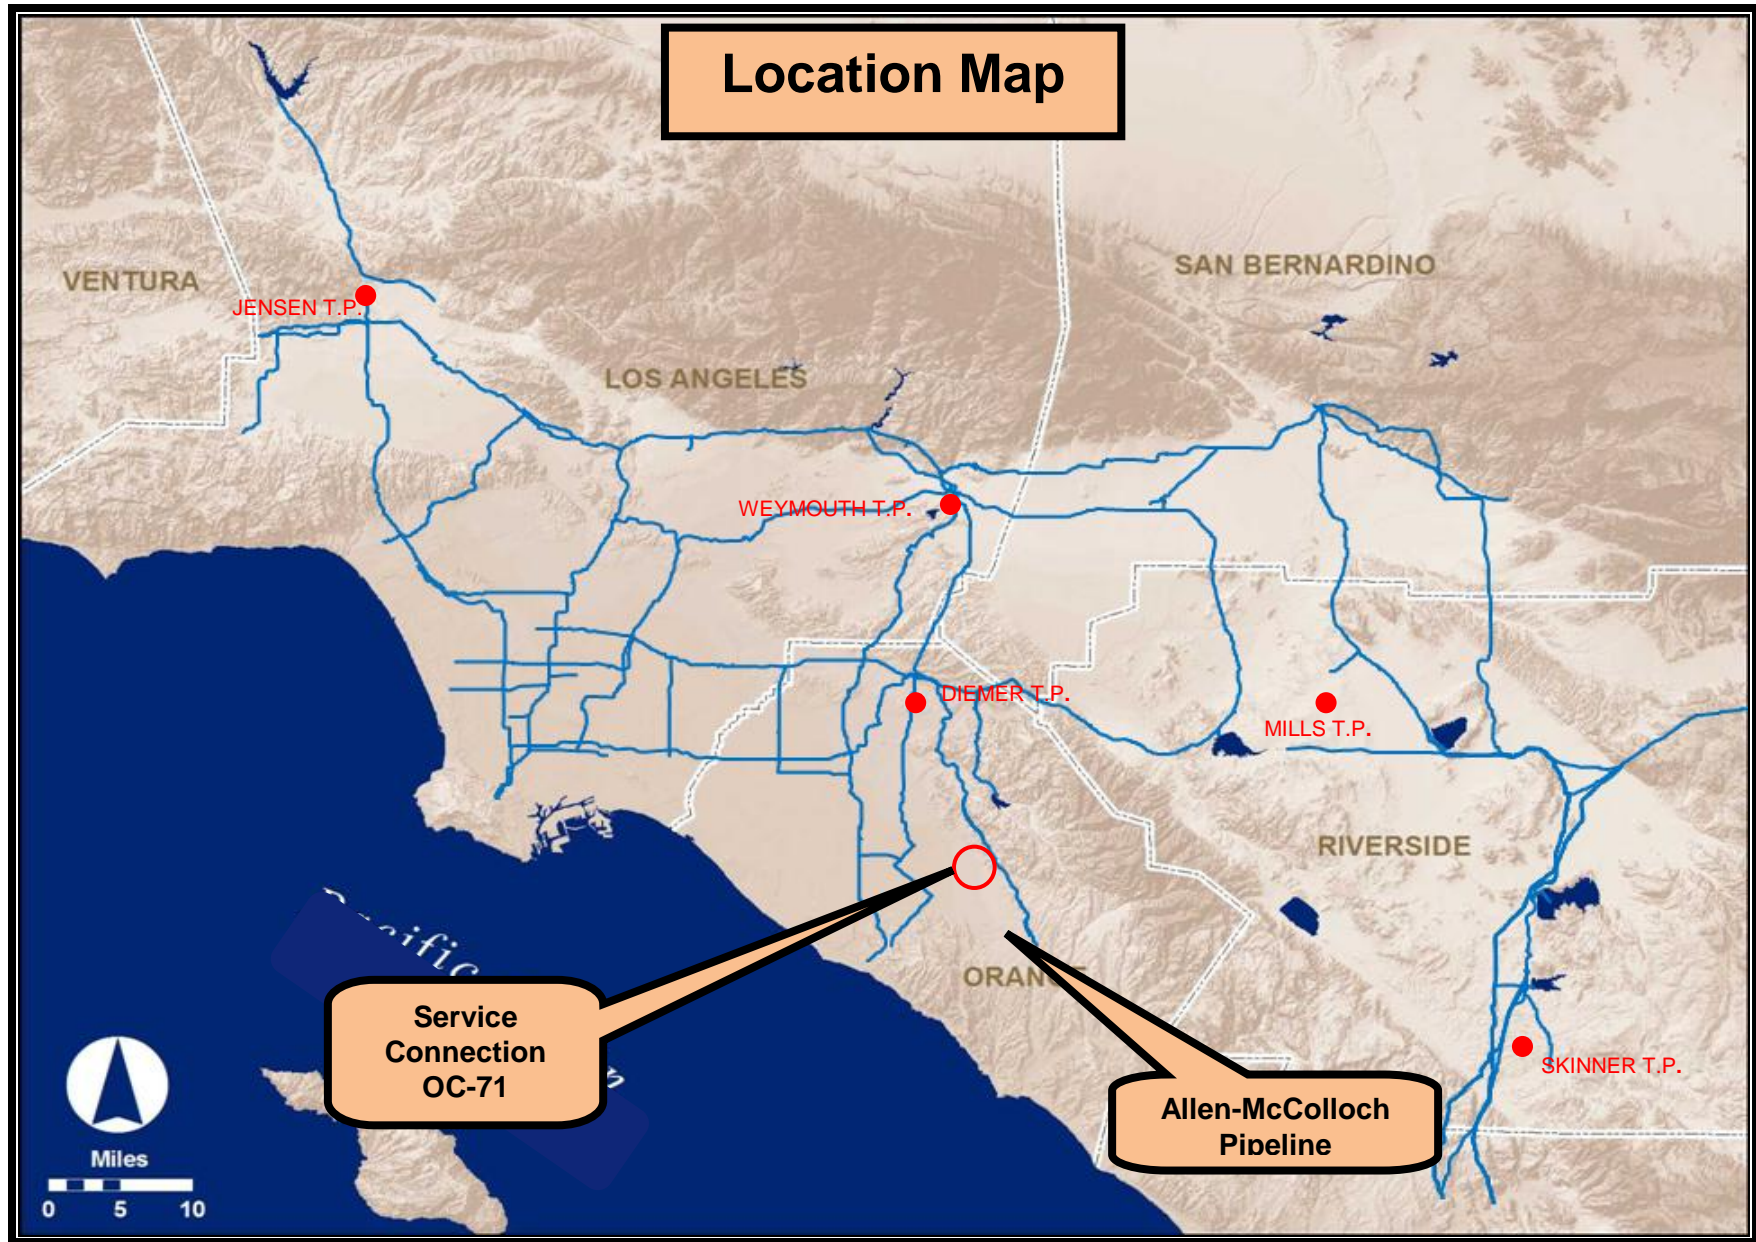 Location Map
VENTURA
SAN BERNARDINO
JENSEN T.P.
LOS ANGELES
WEYMOUTH T.P.
DIEMER T.P.
MILLS T.P.
RIVERSIDE
ORANGE
Service
Connection
OC-71
SKINNER T.P.
Allen-McColloch
Pipeline
Miles
0 5 10